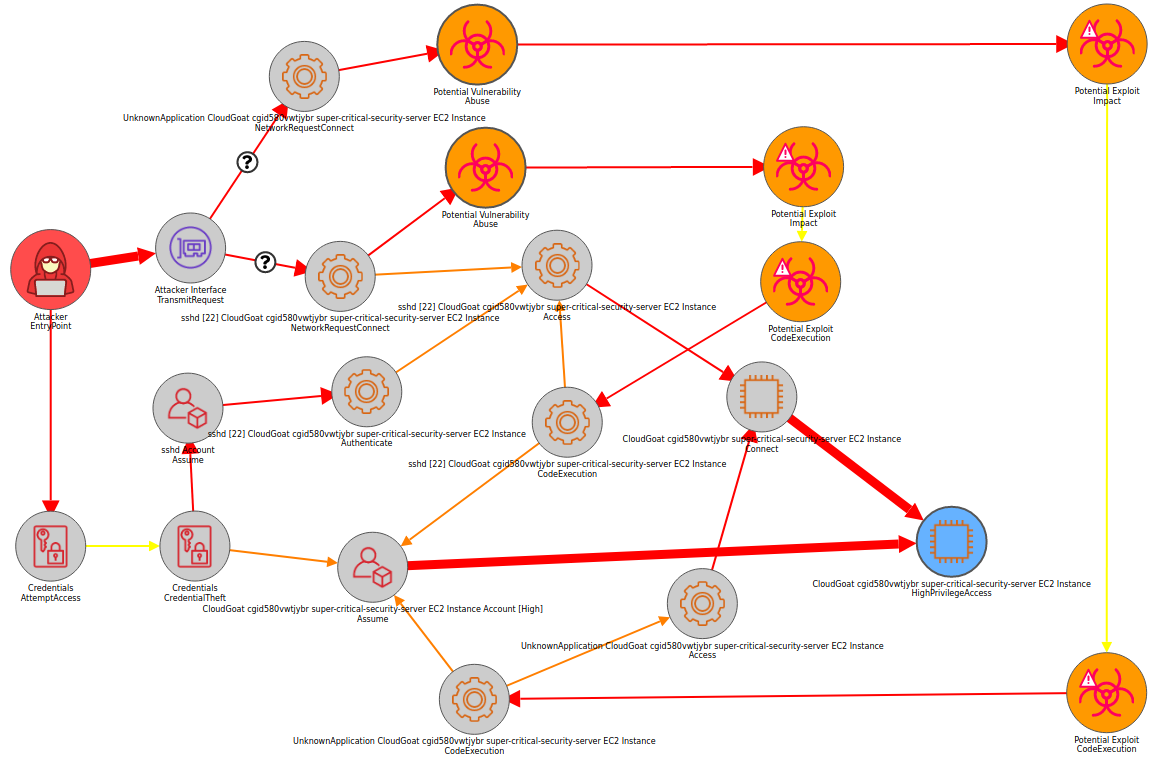 Potential Vulnerability
Abuse
Potential Exploit
Impact
UnknownApplication CloudGoat cgid580vwtjybr super-critical-security-server EC2 Instance
NetworkRequestConnect
?
Potential Vulnerability
Abuse
Potential Exploit
Impact
?
Attacker Interface
TransmitRequest
Attacker
EntryPoint
sshd [22] CloudGoat cgid580vwtjybr super-critical-security-server EC2 Instance
NetworkRequestConnect
sshd [22] CloudGoat cgid580vwtjybr super-critical-security-server EC2 Instance
Access
Potential Exploit
CodeExecution
sshd [22] CloudGoat cgid580vwtjybr super-critical-security-server EC2 Instance
Authenticate
sshd Account
Assume
CloudGoat cgid580vwtjybr super-critical-security-server EC2 Instance
Connect
sshd [22] CloudGoat cgid580vwtjybr super-critical-security-server EC2 Instance
CodeExecution
Credentials
AttemptAccess
Credentials
CredentialTheft
CloudGoat cgid580vwtjybr super-critical-security-server EC2 Instance
HighPrivilegeAccess
CloudGoat cgid580vwtjybr super-critical-security-server EC2 Instance Account [High]
Assume
UnknownApplication CloudGoat cgid580vwtjybr super-critical-security-server EC2 Instance
Access
UnknownApplication CloudGoat cgid580vwtjybr super-critical-security-server EC2 Instance
CodeExecution
Potential Exploit
CodeExecution